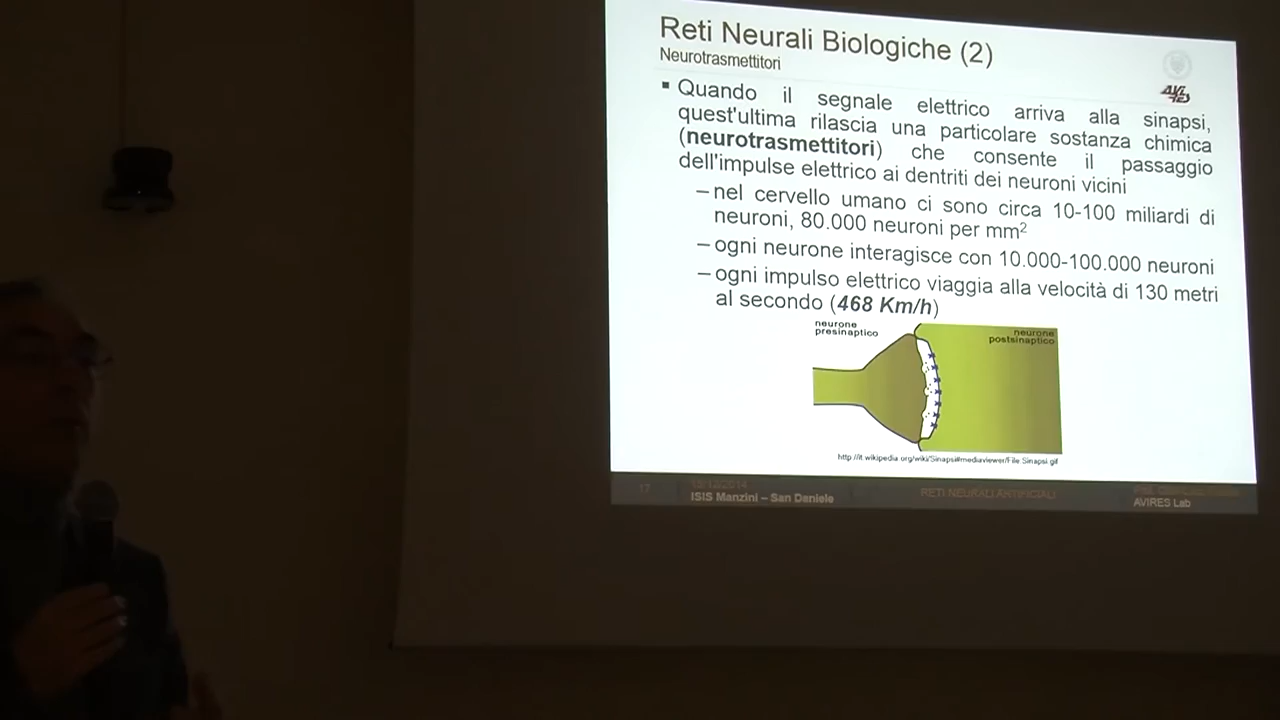 Reti Neurali Biologiche (2)
Neurotrasmettitori
▪ Quando il segnale elettrico arriva alla sinapsi,
quest'ultima rilascia una particolare sostanza chimica
(neurotrasmettitori) che consente il passaggio
dell'impulse elettrico ai dentriti dei neuroni vicini
– nel cervello umano ci sono circa 10-100 miliardi di
neuroni, 80.000 neuroni per mm²
– ogni neurone interagisce con 10.000-100.000 neuroni
– ogni impulso elettrico viaggia alla velocità di 130 metri
al secondo (468 Km/h)
neurone
presinaptico
neurone
postsinaptico
http://it.wikipedia.org/wiki/Sinapsi#mediaviewer/File:Sinapsi.gif
17
12/12/2014
ISIS Manzini – San Daniele
RETI NEURALI ARTIFICIALI
AVIRES Lab